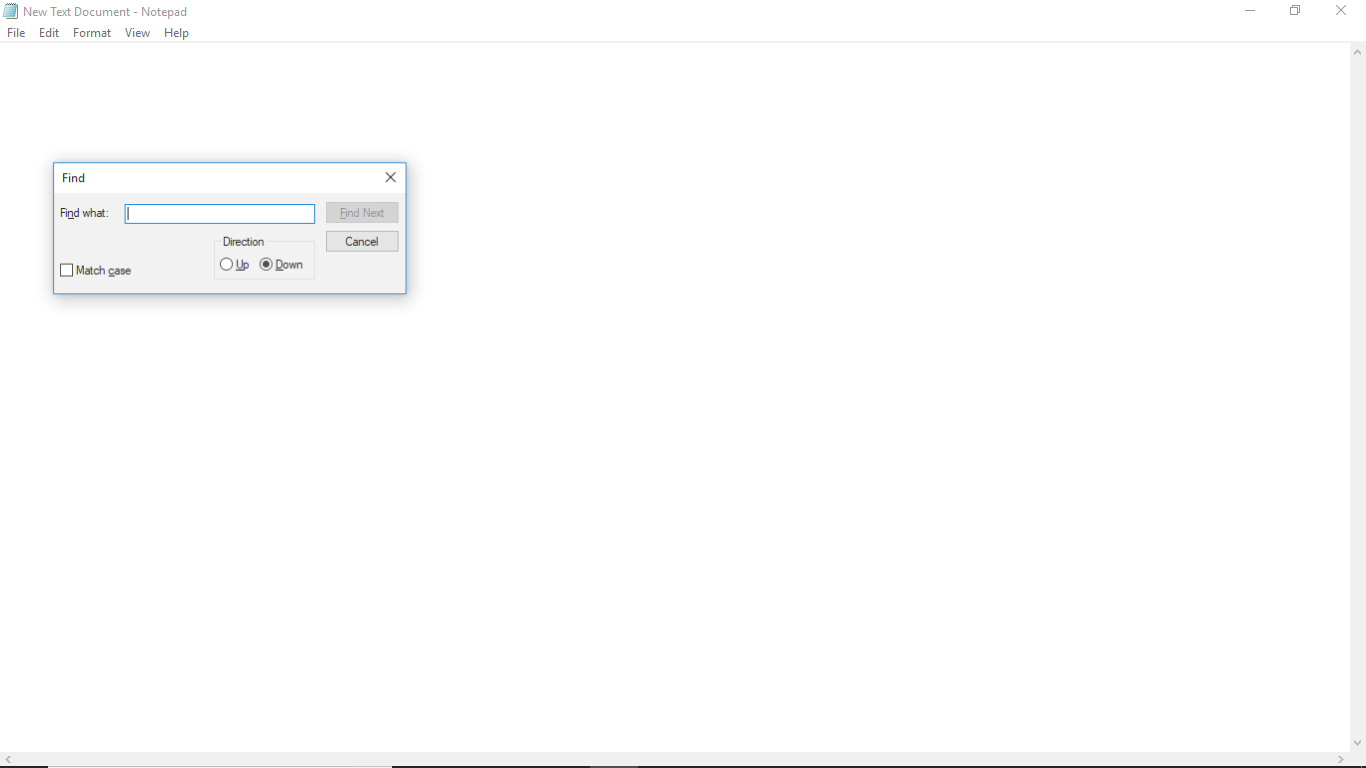 New Text Document - Notepad
File Edit Format View Help
Find
Find what:
Find Next
Direction
Cancel
Up Down
Match case